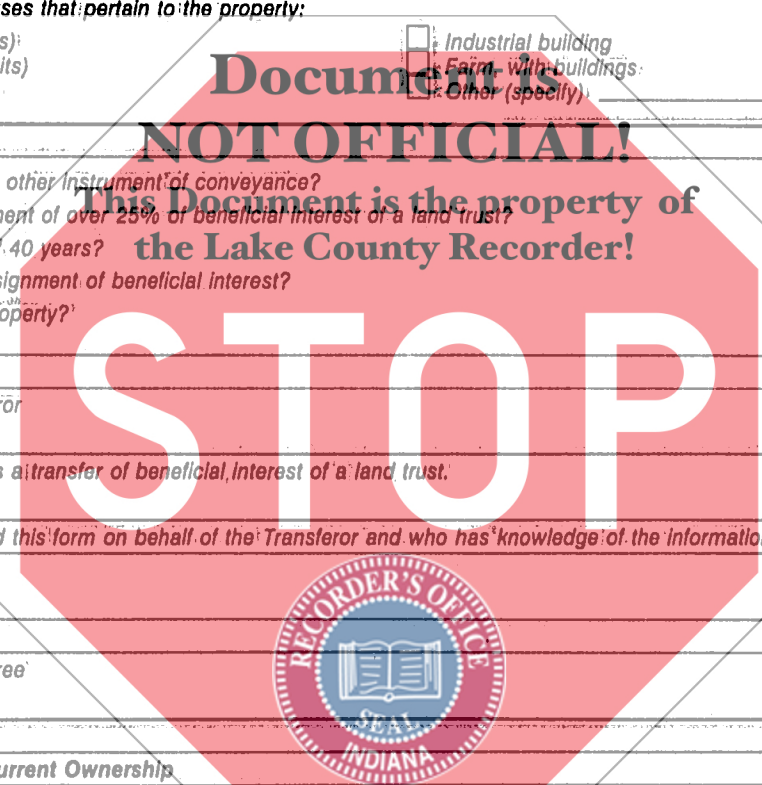 ses that pertain to the property:
s) Industrial building
its) Farm, with buildings
Other (specify)
Document is
NOT OFFICIAL!
other instrument of conveyance?
This Document is the property of
ment of over 25% of beneficial interest of a land trust?
40 years?
the Lake County Recorder!
signment of beneficial interest?
operty?
STOP
ror
s a transfer of beneficial interest of a land trust.
d this form on behalf of the Transferor and who has knowledge of the informatio
RECORDER'S OFFICE
SEAL
INDIANA
ree
urrent Ownership